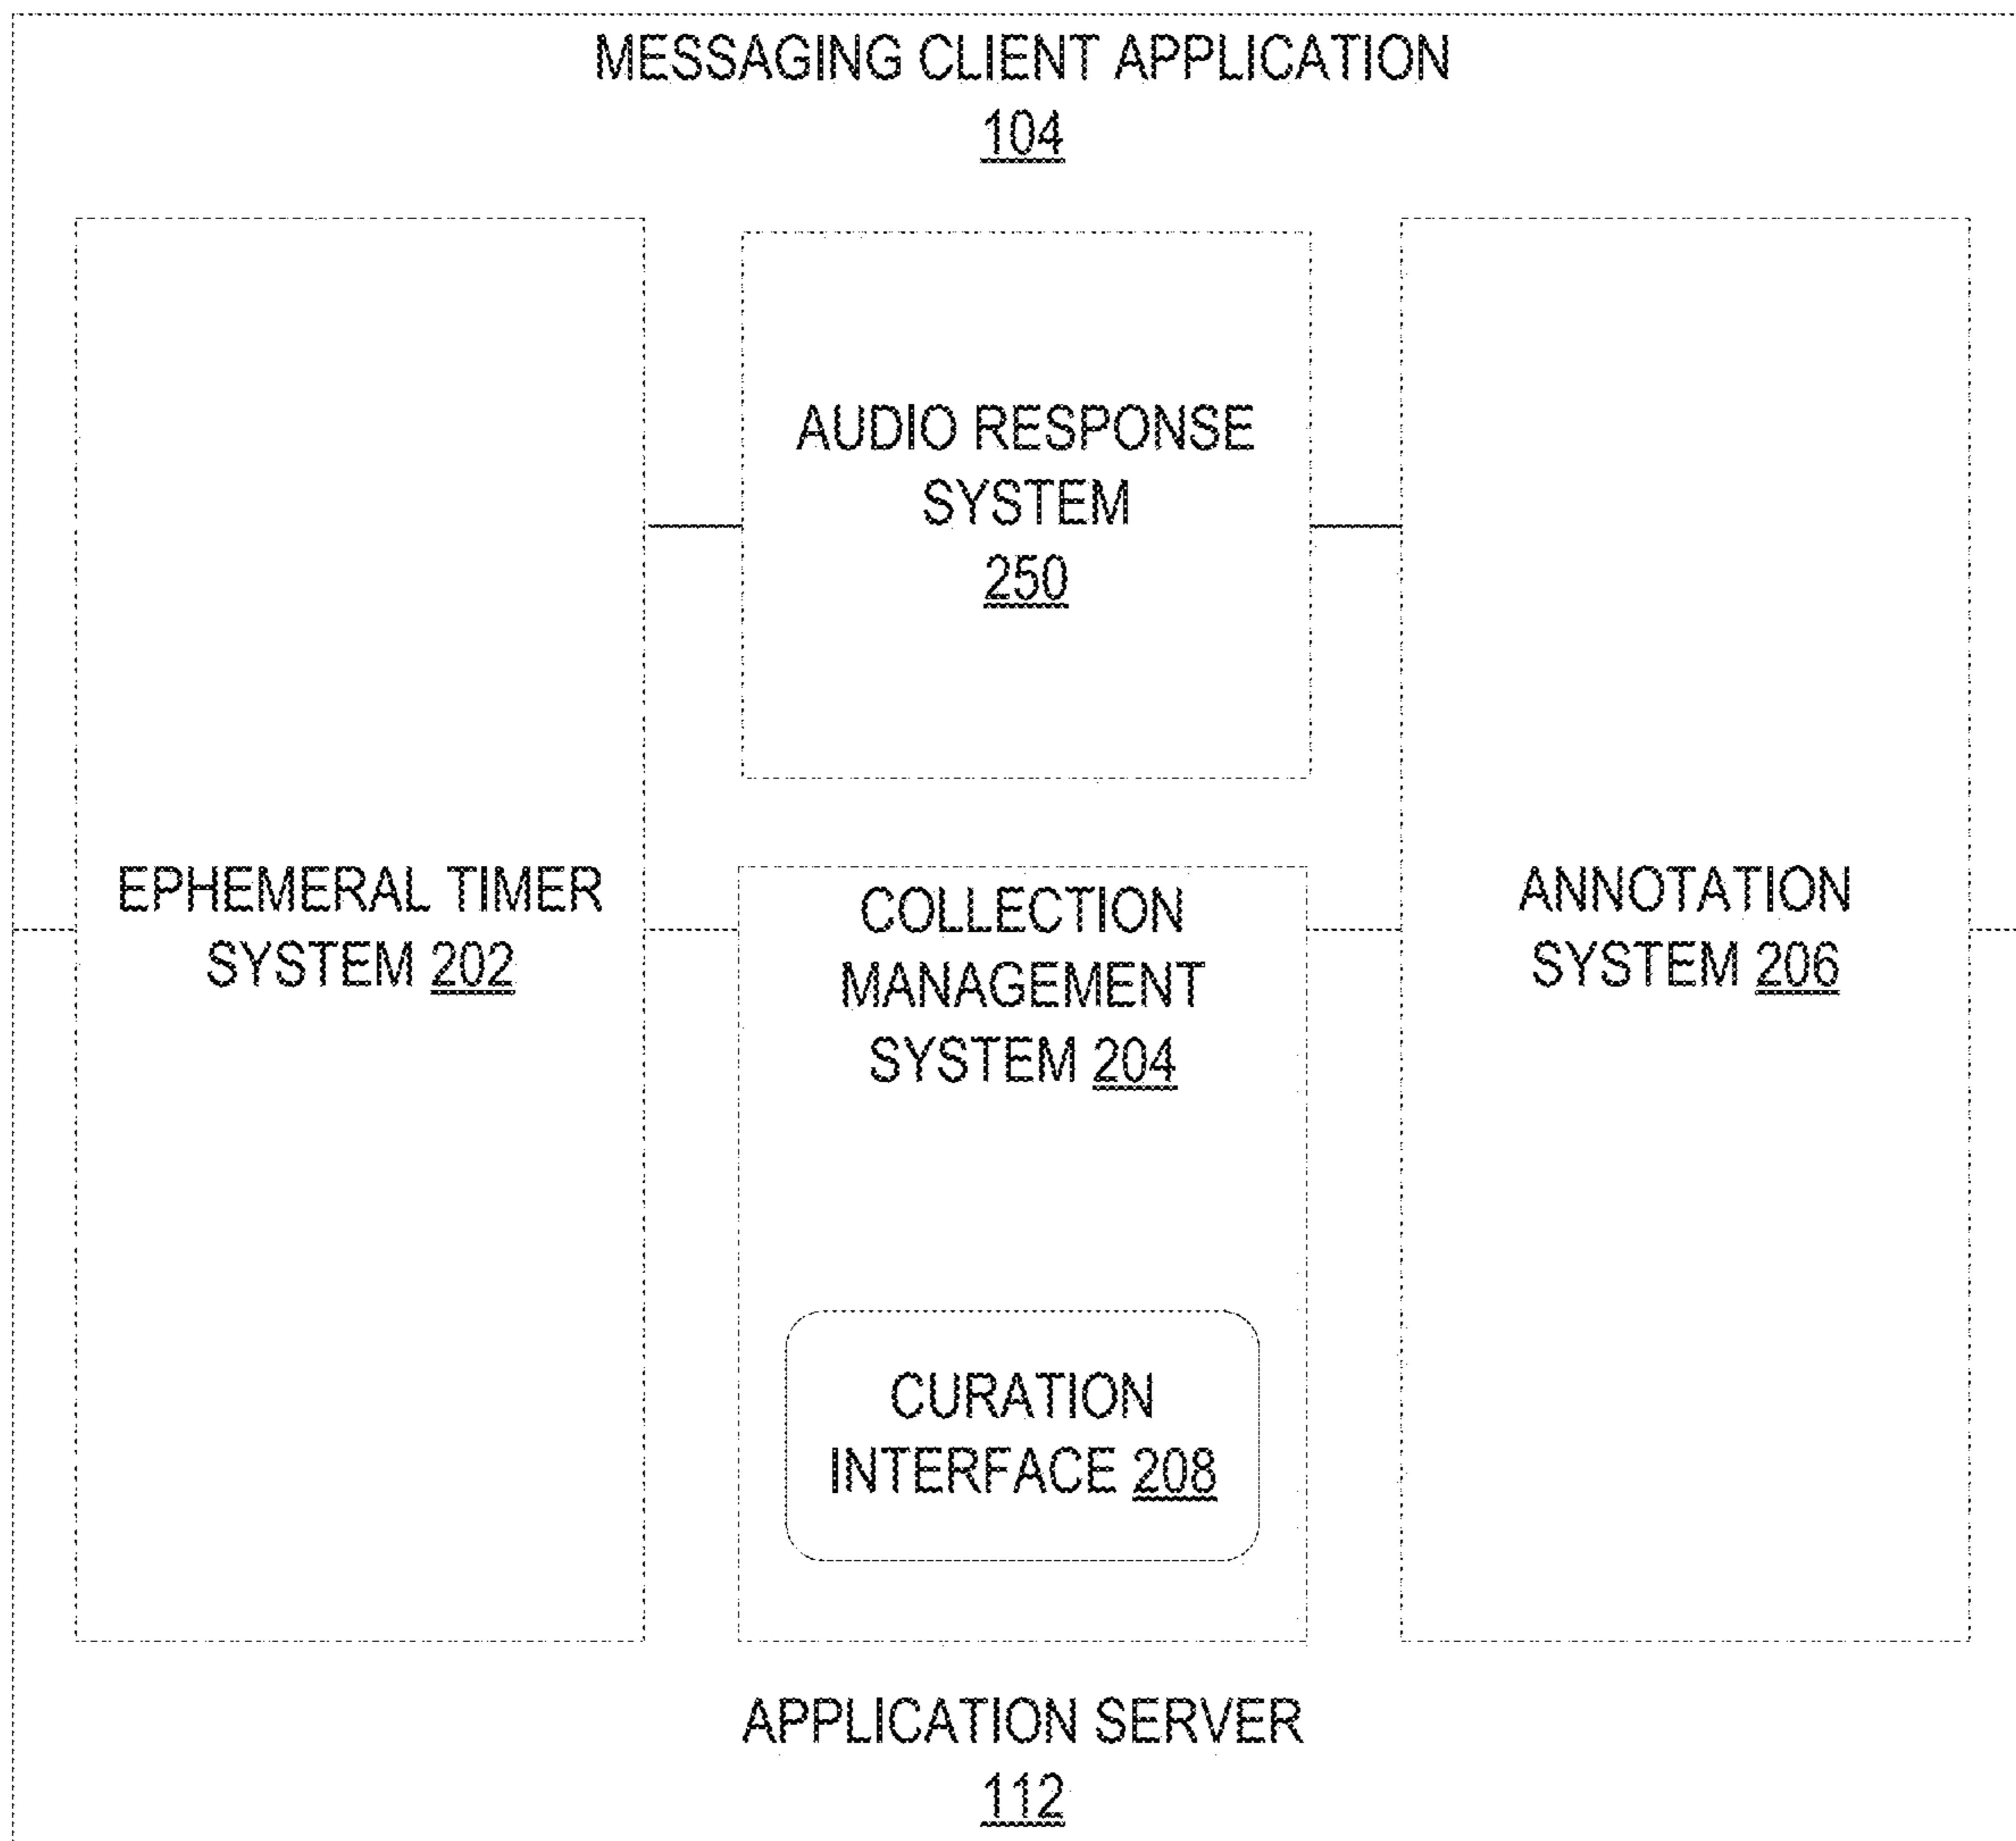 MESSAGING CLIENT APPLICATION
104
AUDIO RESPONSE
SYSTEM
250
EPHEMERAL TIMER
SYSTEM 202
COLLECTION
MANAGEMENT
SYSTEM 204
ANNOTATION
SYSTEM 206
CURATION
INTERFACE 208
APPLICATION SERVER
112